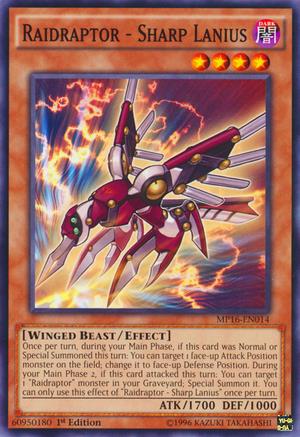 RAIDRAPTOR - SHARP LANIUS
DARK
闇
MP16-EN014
[WINGED BEAST/EFFECT]
Once per turn, during your Main Phase, if this card was Normal or
Special Summoned this turn: You can target 1 face-up Attack Position
monster on the field; change it to face-up Defense Position. During
your Main Phase 2, if this card attacked this turn: You can target
1 "Raidraptor" monster in your Graveyard; Special Summon it. You
can only use this effect of "Raidraptor - Sharp Lanius" once per turn.
ATK/1700 DEF/1000
60950180 1st Edition ©1996 KAZUKI TAKAHASHI